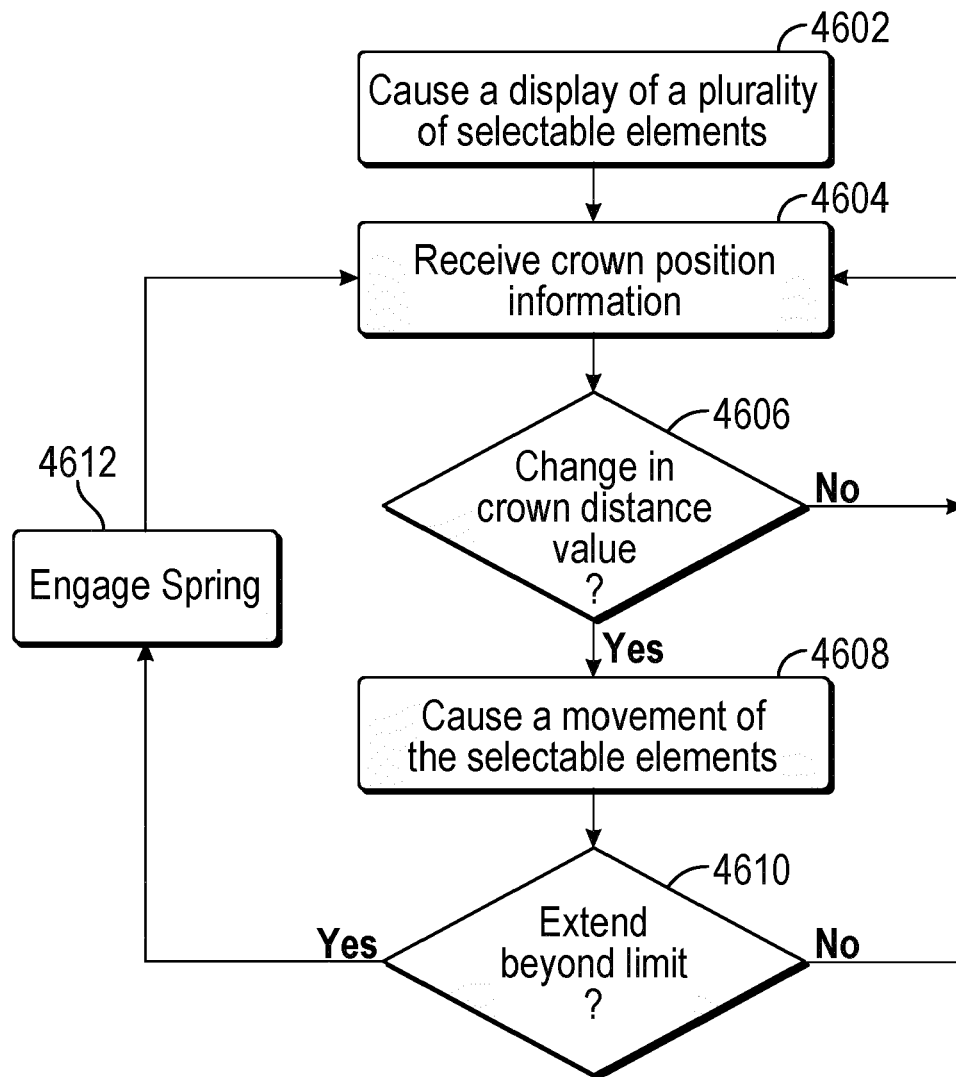 4602
Cause a display of a plurality
of selectable elements
4604
Receive crown position
information
4606
Change in
crown distance
value
?
No
4612
Engage Spring
Yes
4608
Cause a movement of
the selectable elements
4610
Extend
beyond limit
?
Yes
No